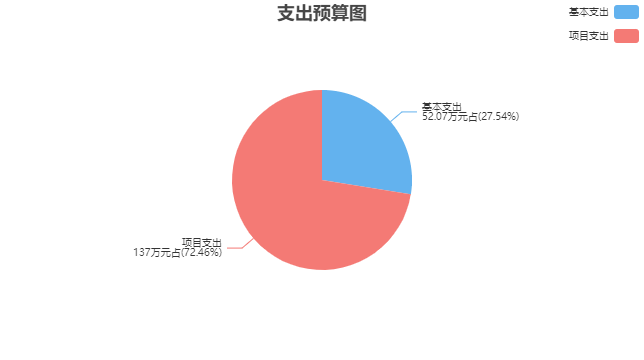 支出预算图
基本支出
项目支出
基本支出
52.07万元占(27.54%)
项目支出
137万元占(72.46%)